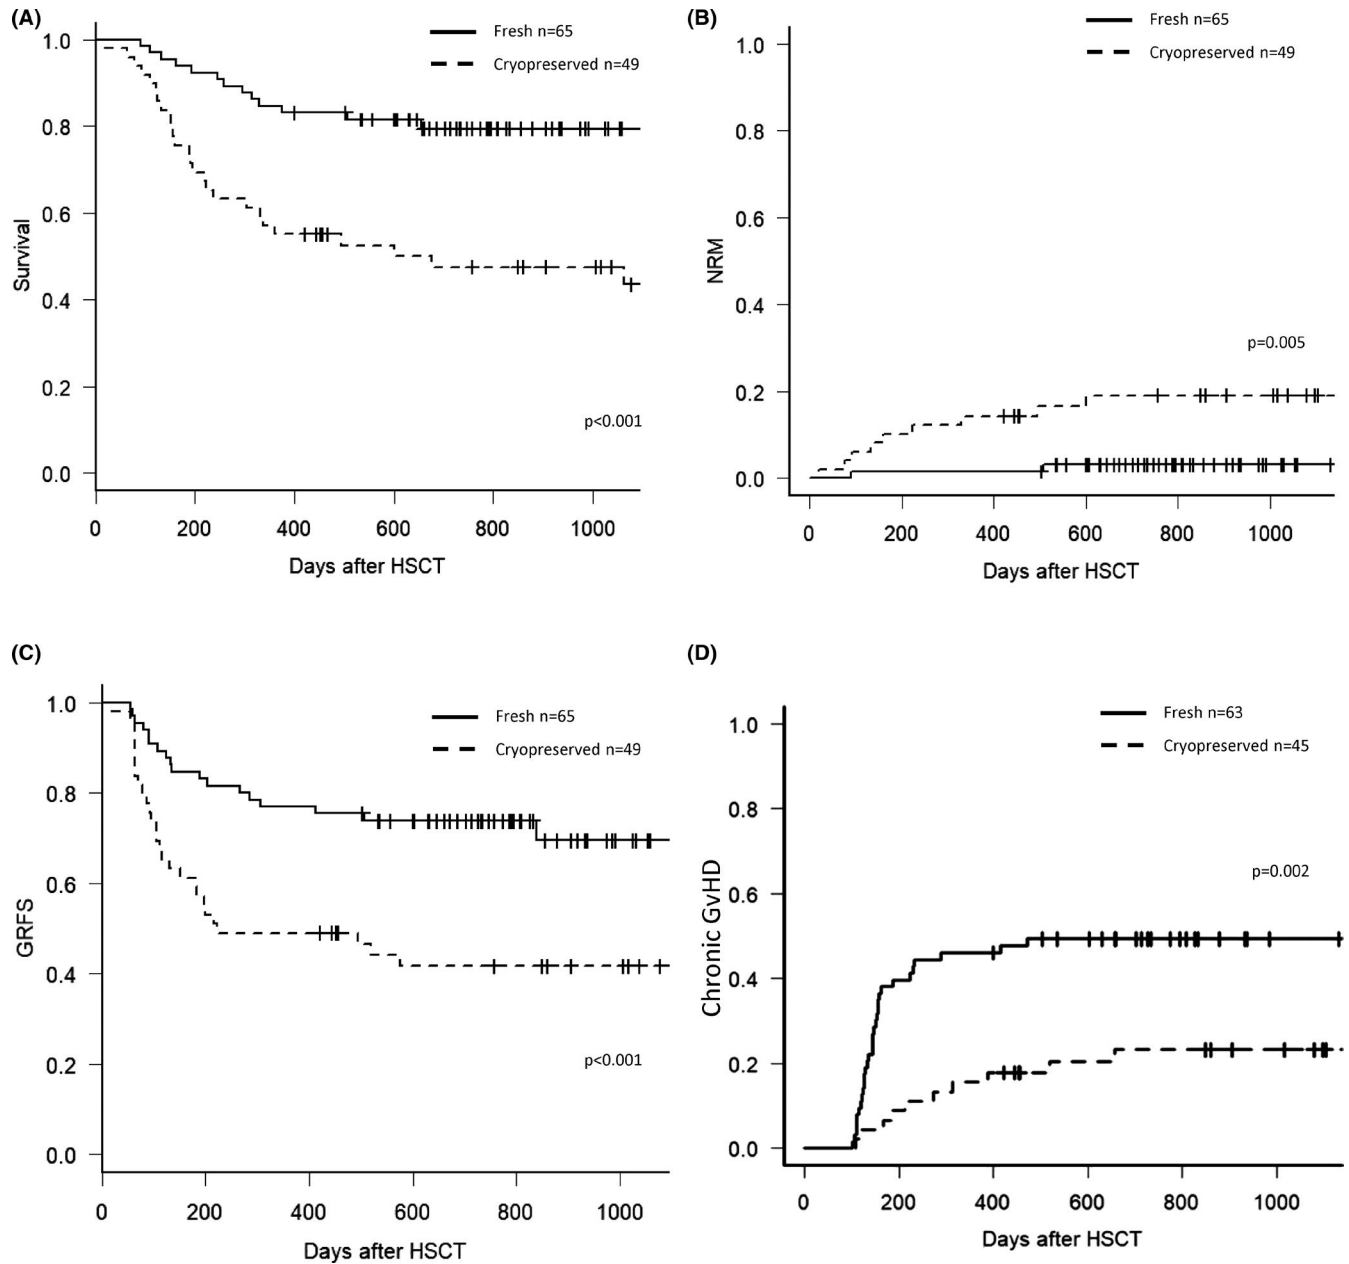 (A)
Fresh n=65
Cryopreserved n=49
1.0
0.8
0.6
0.4
0.2
0.0
Survival
p<0.001
0 200 400 600 800 1000
Days after HSCT
(B)
Fresh n=65
Cryopreserved n=49
1.0
0.8
0.6
0.4
0.2
0.0
NRM
p=0.005
0 200 400 600 800 1000
Days after HSCT
(C)
Fresh n=65
Cryopreserved n=49
1.0
0.8
0.6
0.4
0.2
0.0
GRFS
p<0.001
0 200 400 600 800 1000
Days after HSCT
(D)
Fresh n=63
Cryopreserved n=45
1.0
0.8
0.6
0.4
0.2
0.0
Chronic GvHD
p=0.002
0 200 400 600 800 1000
Days after HSCT